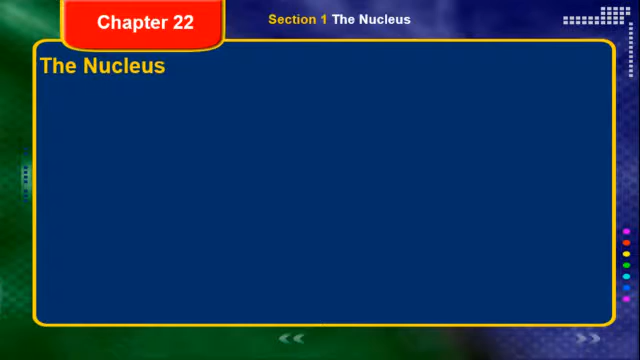 Chapter 22
Section 1 The Nucleus
The Nucleus